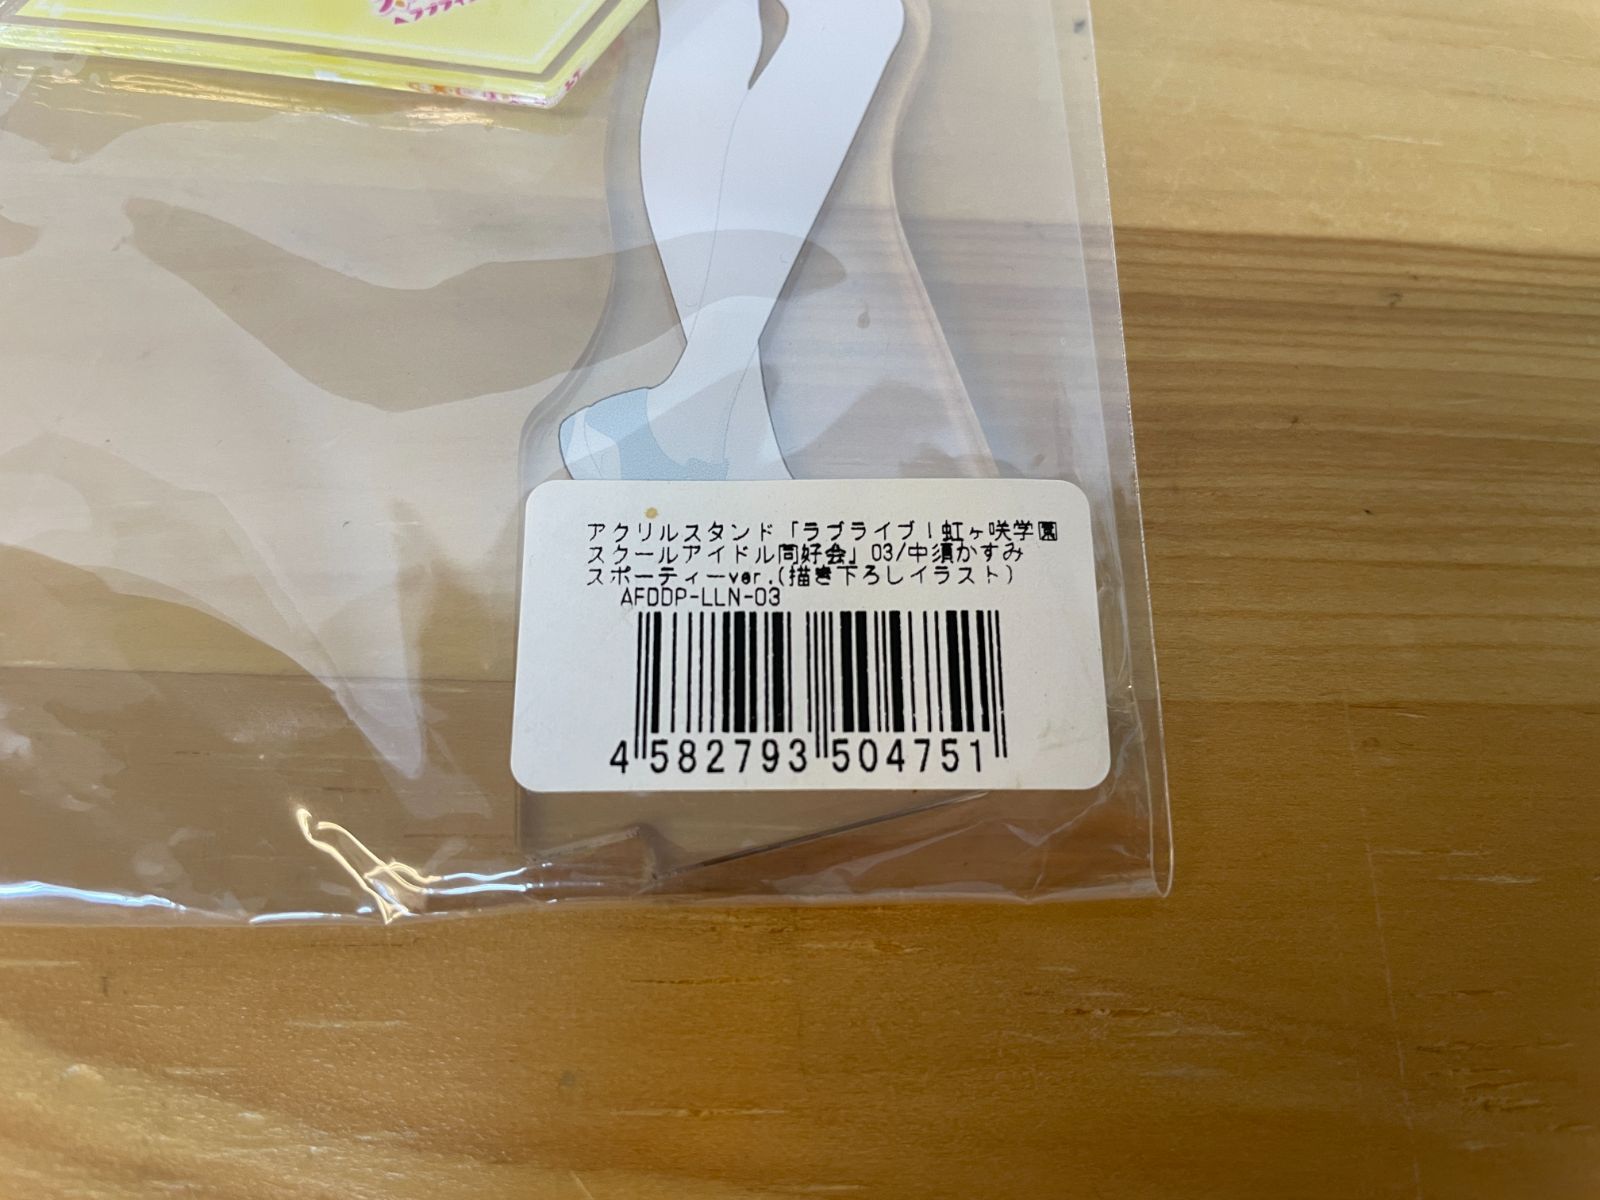 アクリルスタンド「ラブライブ！虹ヶ咲学園
スクールアイドル同好会」03/中須かすみ
スポーティーver.(描き下ろしイラスト)
AFDDP-LLN-03
4 582793 504751